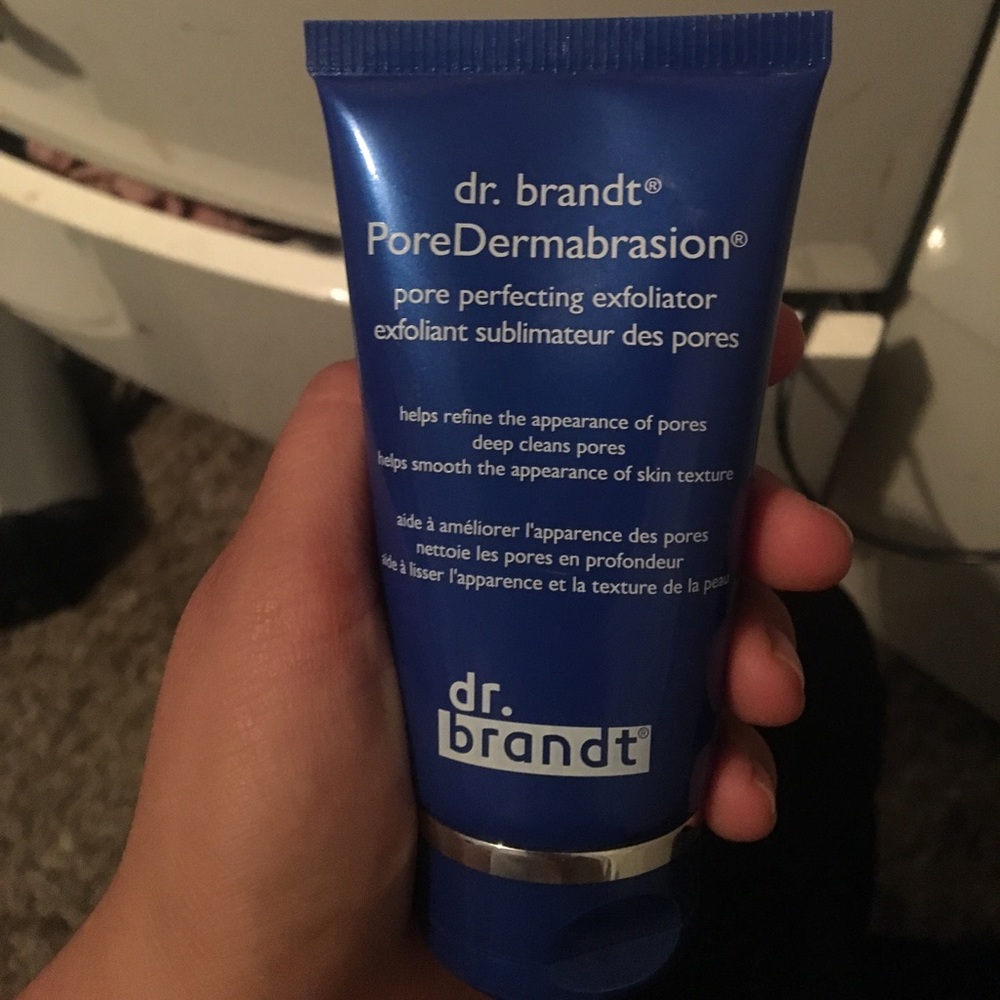 dr. brandt®
PoreDermabrasion®
pore perfecting exfoliator
exfoliant sublimateur des pores
helps refine the appearance of pores
deep cleans pores
helps smooth the appearance of skin texture
aide à améliorer l'apparence des pores
nettoie les pores en profondeur
aide à lisser l'apparence et la texture de la peau
dr.
brandt®